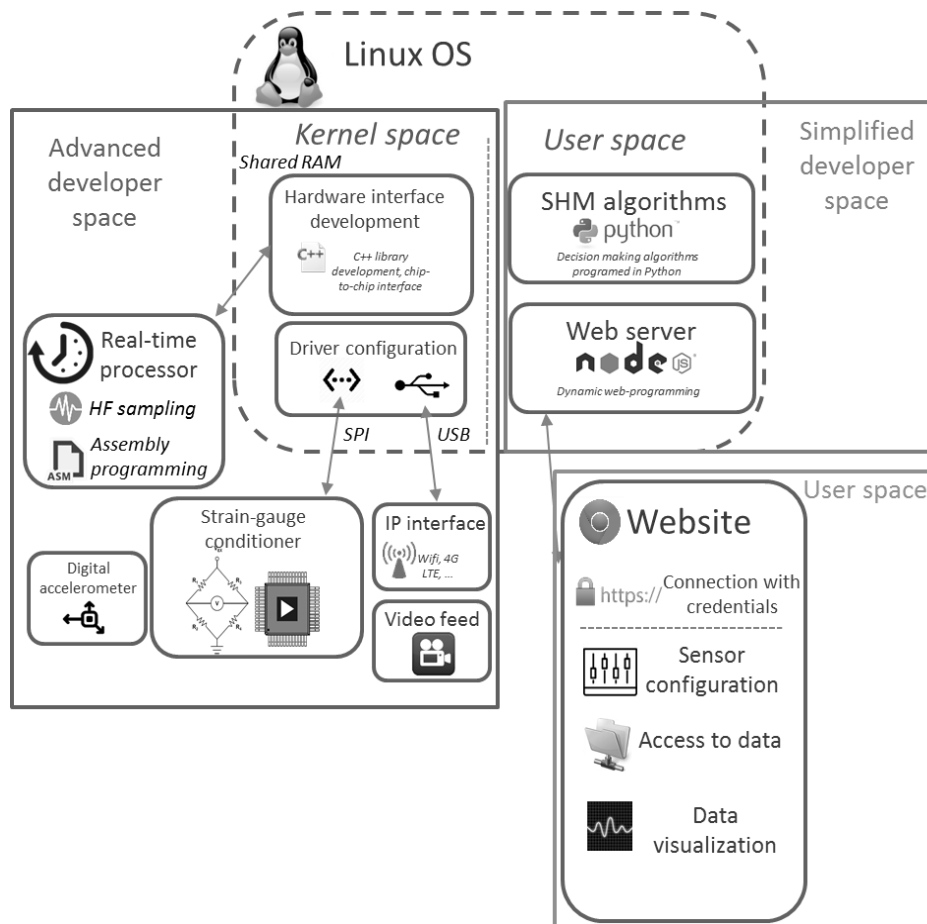 Linux OS
Advanced
developer
space
Kernel space
Shared RAM
Hardware interface
development
C++
C++ library
development, chip-
to-chip interface
Driver configuration
SPI
USB
User space
SHM algorithms
python™
Decision making algorithms
programed in Python
Web server
node
JS
Dynamic web-programming
Simplified
developer
space
Real-time
processor
HF sampling
Assembly
programming
ASM
Digital
accelerometer
Strain-gauge
conditioner
V
IP interface
Wifi, 4G
LTE, ...
Video feed
User space
Website
https://
Connection with
credentials
Sensor
configuration
Access to data
Data
visualization